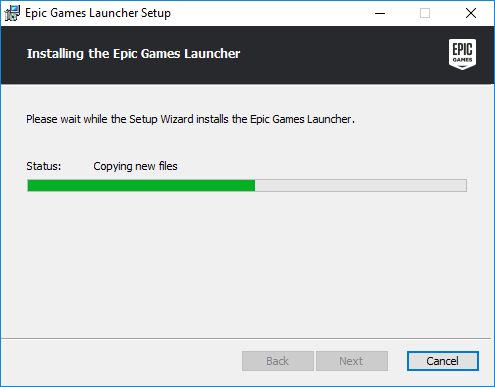 Epic Games Launcher Setup
Installing the Epic Games Launcher
EPIC
GAMES
Please wait while the Setup Wizard installs the Epic Games Launcher.
Status: Copying new files
Back Next Cancel